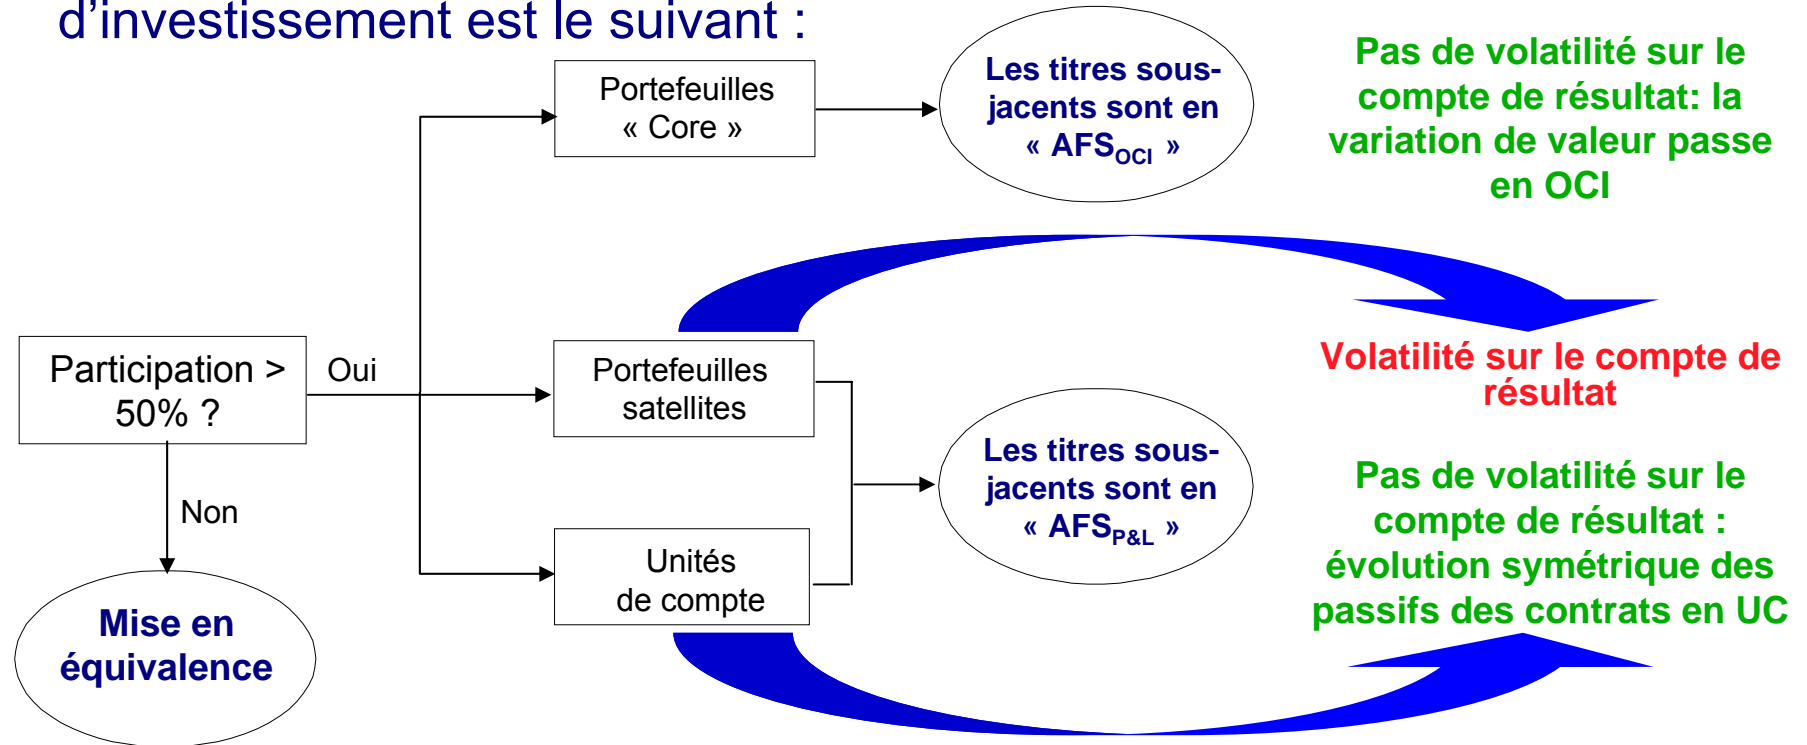 d'investissement est le suivant :
Portefeuilles
« Core »
Les titres sous-
jacents sont en
« AFSOCI »
Pas de volatilité sur le
compte de résultat: la
variation de valeur passe
en OCI
Participation >
50% ?
Oui
Non
Mise en
équivalence
Portefeuilles
satellites
Unités
de compte
Les titres sous-
jacents sont en
« AFSP&L »
Volatilité sur le compte de
résultat
Pas de volatilité sur le
compte de résultat :
évolution symétrique des
passifs des contrats en UC